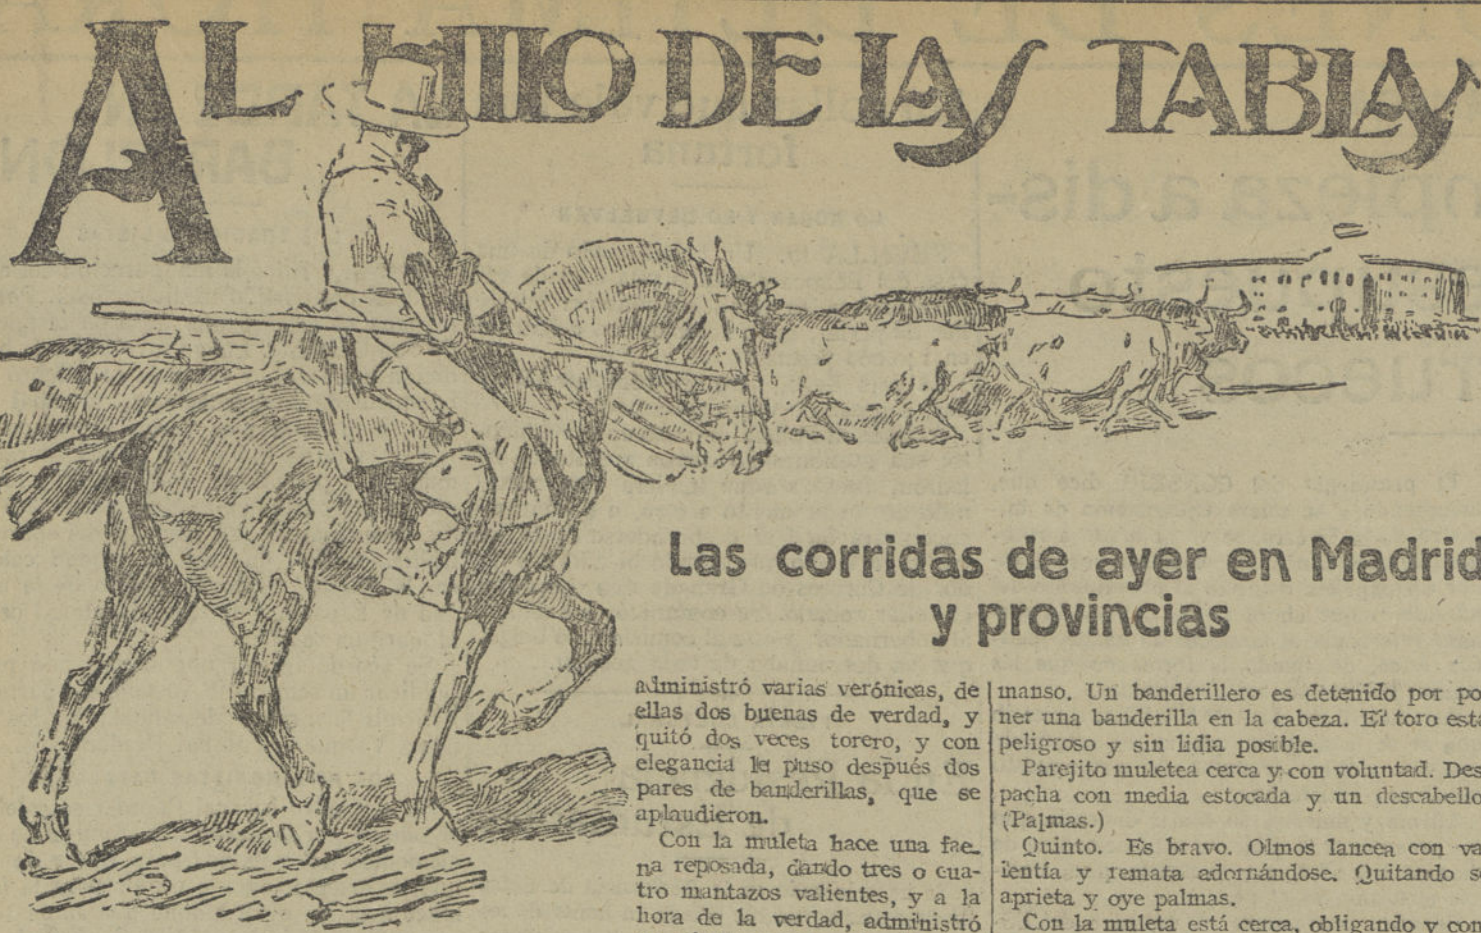 AL HILO DE LAS TABLAS
Las corridas de ayer en Madrid
y provincias
administró varias verónicas, de
ellas dos buenas de verdad, y
quitó dos veces torero, y con
elegancia le puso después dos
pares de banderillas, que se
aplaudieron.
Con la muleta hace una fae-
na reposada, dando tres o cua-
tro mantazos valientes, y a la
hora de la verdad, administró
manso. Un banderillero es detenido por po
ner una banderilla en la cabeza. El toro está
peligroso y sin lidia posible.
Parejito muletea cerca y con voluntad. Des
pacha con media estocada y un descabello
(Palmas.)
Quinto. Es bravo. Olmos lancea con va
lentía y remata adornándose. Quitando se
aprieta y oye palmas.
Con la muleta está cerca, obligando y con